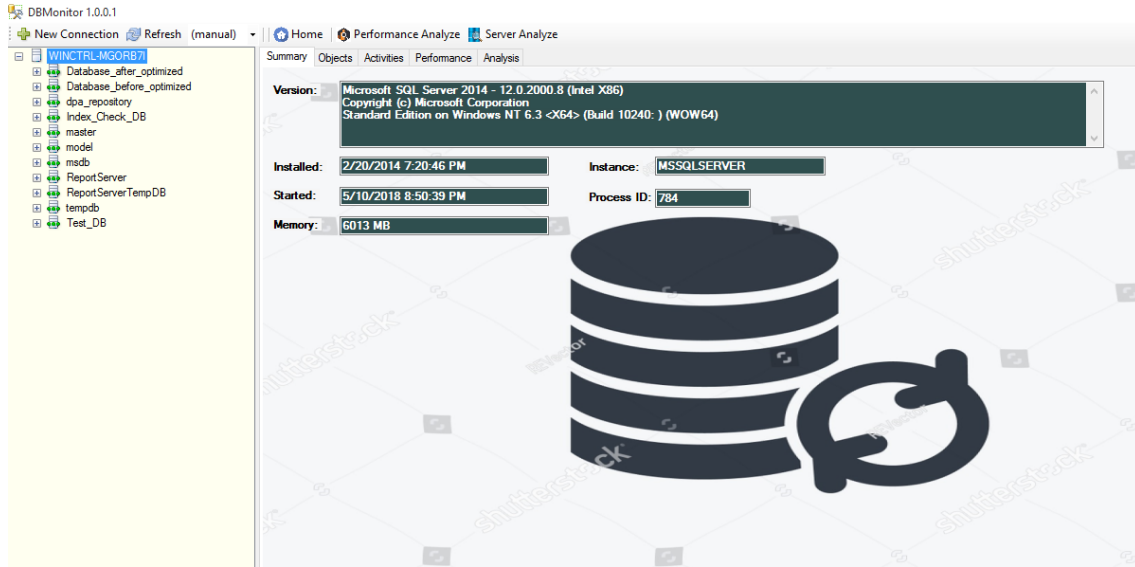 DBMonitor 1.0.0.1
New Connection Refresh (manual) Home Performance Analyze Server Analyze
WINCTRL-MGORB7I
Database_after_optimized
Database_before_optimized
dpa_repository
Index_Check_DB
master
model
msdb
ReportServer
ReportServerTempDB
tempdb
Test_DB
Summary Objects Activities Performance Analysis
Version: Microsoft SQL Server 2014 - 12.0.2000.8 (Intel X86)
Copyright (c) Microsoft Corporation
Standard Edition on Windows NT 6.3 <X64> (Build 10240: ) (WOW64)
Installed: 2/20/2014 7:20:46 PM Instance: MSSQLSERVER
Started: 5/10/2018 8:50:39 PM Process ID: 784
Memory: 6013 MB
shutterstock
shutterstock
shutterstock
shutterstock